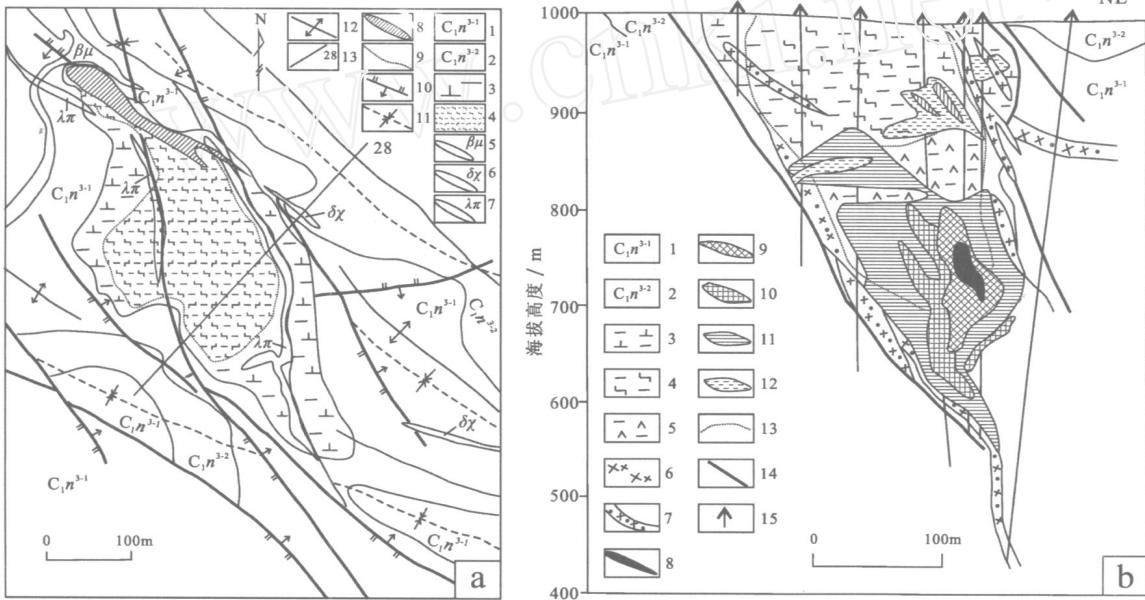 N
12
28 13
10
11
8
9
C₁n³⁻¹ 1
C₁n³⁻² 2
3
4
βμ 5
δχ 6
λπ 7
βμ
C₁n³⁻¹
λπ
28
C₁n³⁻¹
λπ
δχ
C₁n³⁻¹
C₁n³⁻²
λπ
C₁n³⁻¹
C₁n³⁻²
C₁n³⁻¹
δχ
C₁n³⁻¹
0 100m
a
海拔高度 / m
1000
900
800
700
600
500
400
NE
C₁n³⁻²
C₁n³⁻¹
C₁n³⁻²
C₁n³⁻¹
C₁n³⁻¹ 1
C₁n³⁻² 2
3
4
5
6
7
8
9
10
11
12
13
14
15
0 100m
b